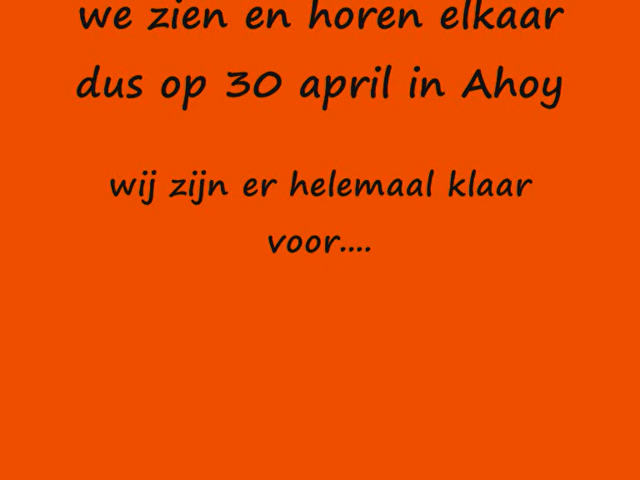 we zien en horen elkaar
dus op 30 april in Ahoy
wij zijn er helemaal klaar
voor....